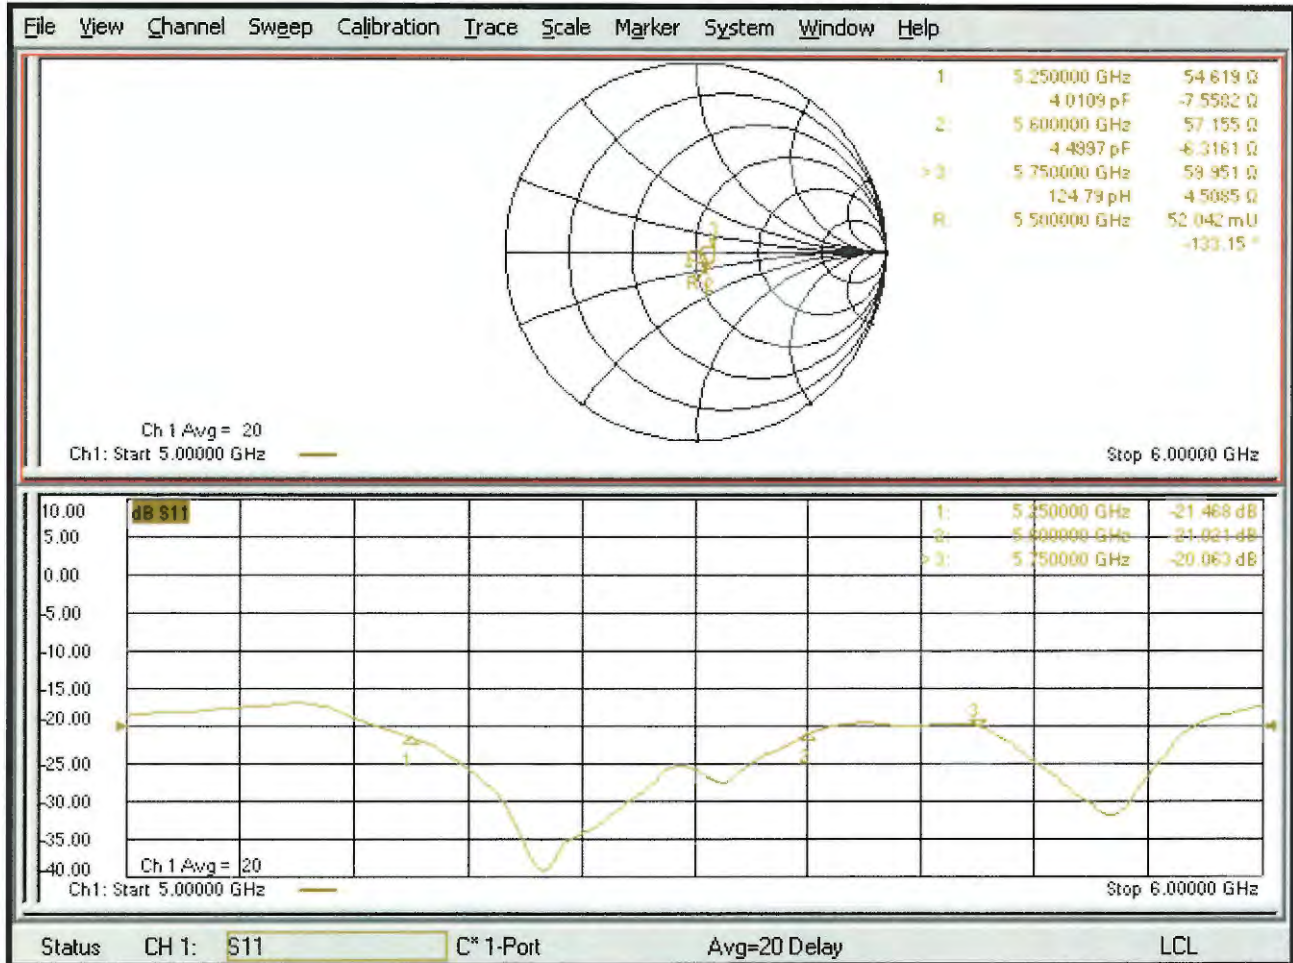 File View Channel Sweep Calibration Trace Scale Marker System Window Help
1: 5.250000 GHz 54.619 Ω
4.0109 pF -7.5582 Ω
2: 5.600000 GHz 57.155 Ω
4.4997 pF -6.3161 Ω
> 3: 5.750000 GHz 59.951 Ω
124.79 pH 4.5085 Ω
R: 5.500000 GHz 52.042 mU
-133.15 °
R 2
Ch 1 Avg = 20
Ch1: Start 5.00000 GHz
Stop 6.00000 GHz
10.00 dB S11
1: 5.250000 GHz -21.468 dB
5.00
2: 5.600000 GHz -21.021 dB
> 3: 5.750000 GHz -20.063 dB
0.00
-5.00
-10.00
-15.00
-20.00
3
1
2
-25.00
-30.00
-35.00
-40.00
Ch 1 Avg = 20
Ch1: Start 5.00000 GHz
Stop 6.00000 GHz
Status CH 1: S11 C* 1-Port Avg=20 Delay LCL